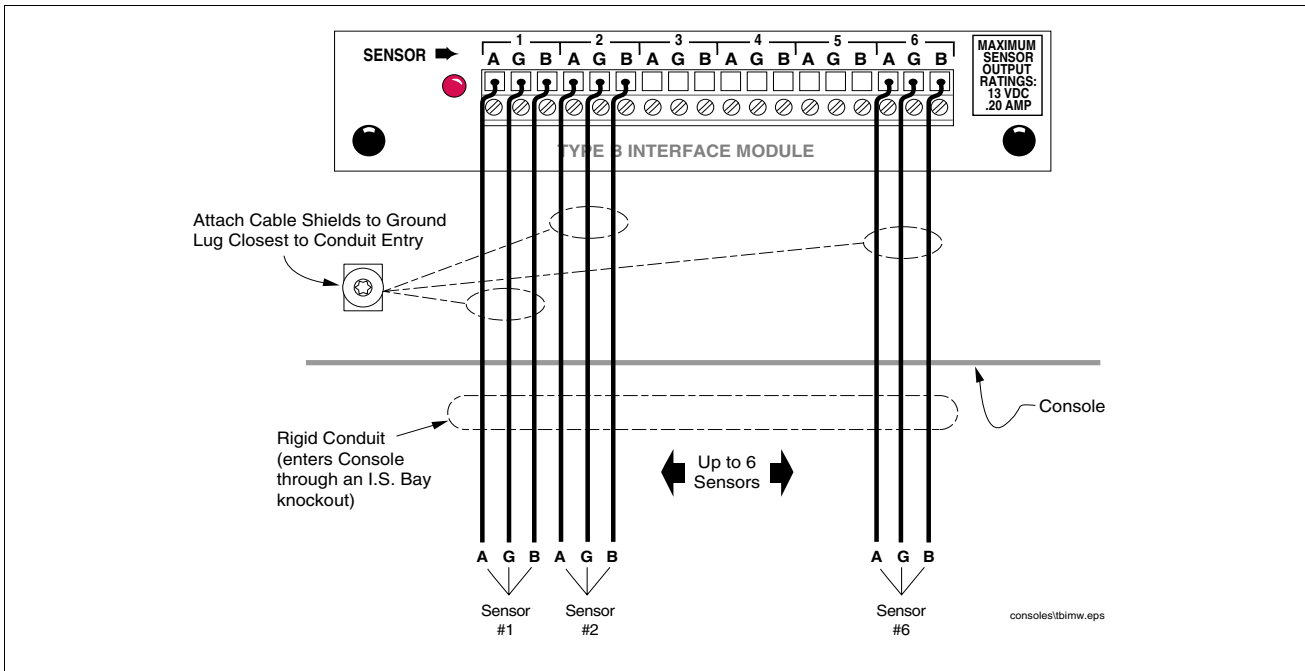 SENSOR
1 2 3 4 5 6
A G B A G B A G B A G B A G B A G B
MAXIMUM
SENSOR
OUTPUT
RATINGS:
13 VDC
.20 AMP
TYPE B INTERFACE MODULE
Attach Cable Shields to Ground
Lug Closest to Conduit Entry
Console
Rigid Conduit
(enters Console
through an I.S. Bay
knockout)
Up to 6
Sensors
A G B A G B A G B
Sensor
#1
Sensor
#2
Sensor
#6
consoles\tbimw.eps